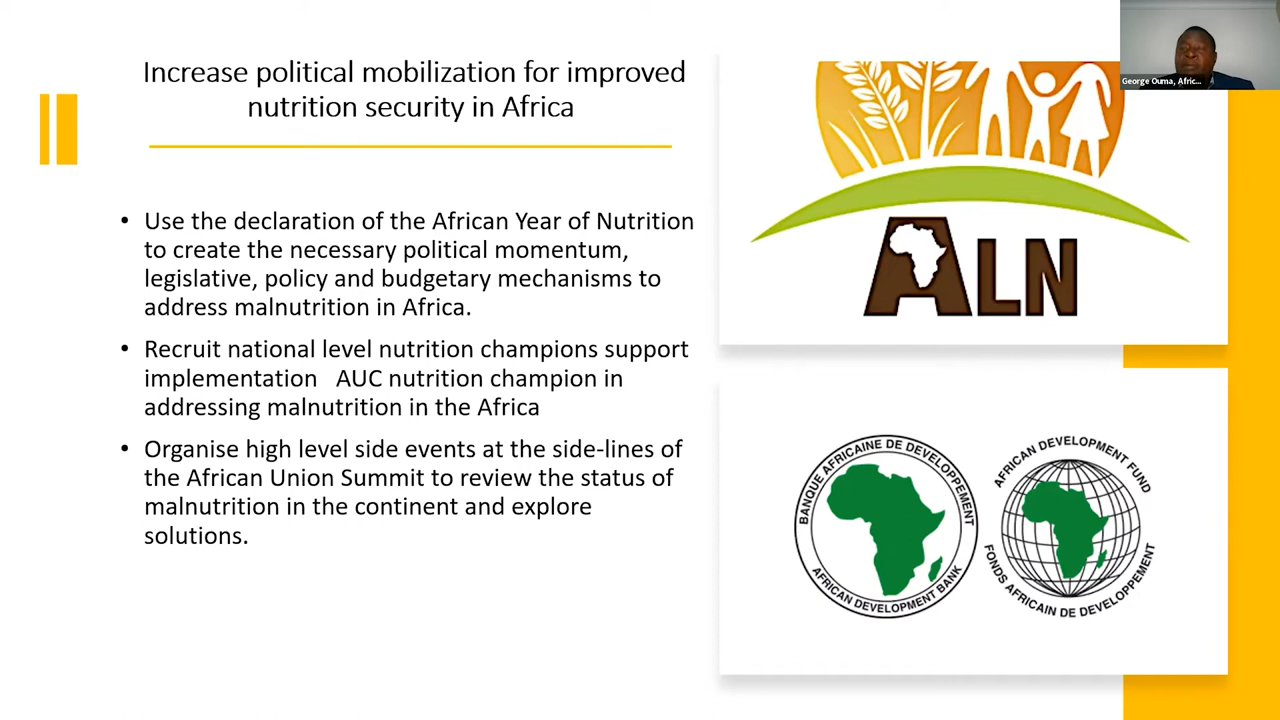 Increase political mobilization for improved
nutrition security in Africa
• Use the declaration of the African Year of Nutrition
to create the necessary political momentum,
legislative, policy and budgetary mechanisms to
address malnutrition in Africa.
• Recruit national level nutrition champions support
implementation   AUC nutrition champion in
addressing malnutrition in the Africa
• Organise high level side events at the side-lines of
the African Union Summit to review the status of
malnutrition in the continent and explore
solutions.
George Ouma, Afric...
ALN
BANQUE AFRICAINE DE DEVELOPPEMENT
AFRICAN DEVELOPMENT BANK
AFRICAN DEVELOPMENT FUND
FONDS AFRICAIN DE DEVELOPPEMENT